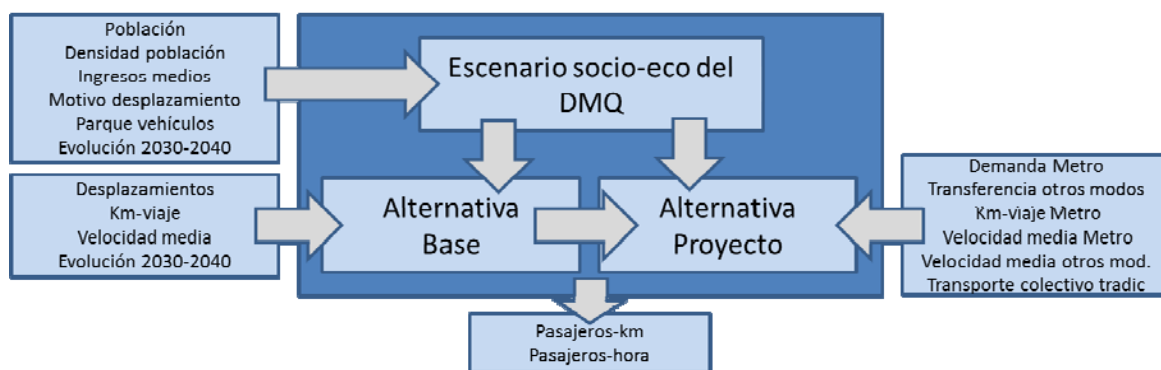 Población
Densidad población
Ingresos medios
Motivo desplazamiento
Parque vehículos
Evolución 2030-2040
Escenario socio-eco del
DMQ
Desplazamientos
Km-viaje
Velocidad media
Evolución 2030-2040
Alternativa
Base
Alternativa
Proyecto
Demanda Metro
Transferencia otros modos
Km-viaje Metro
Velocidad media Metro
Velocidad media otros mod.
Transporte colectivo tradic
Pasajeros-km
Pasajeros-hora